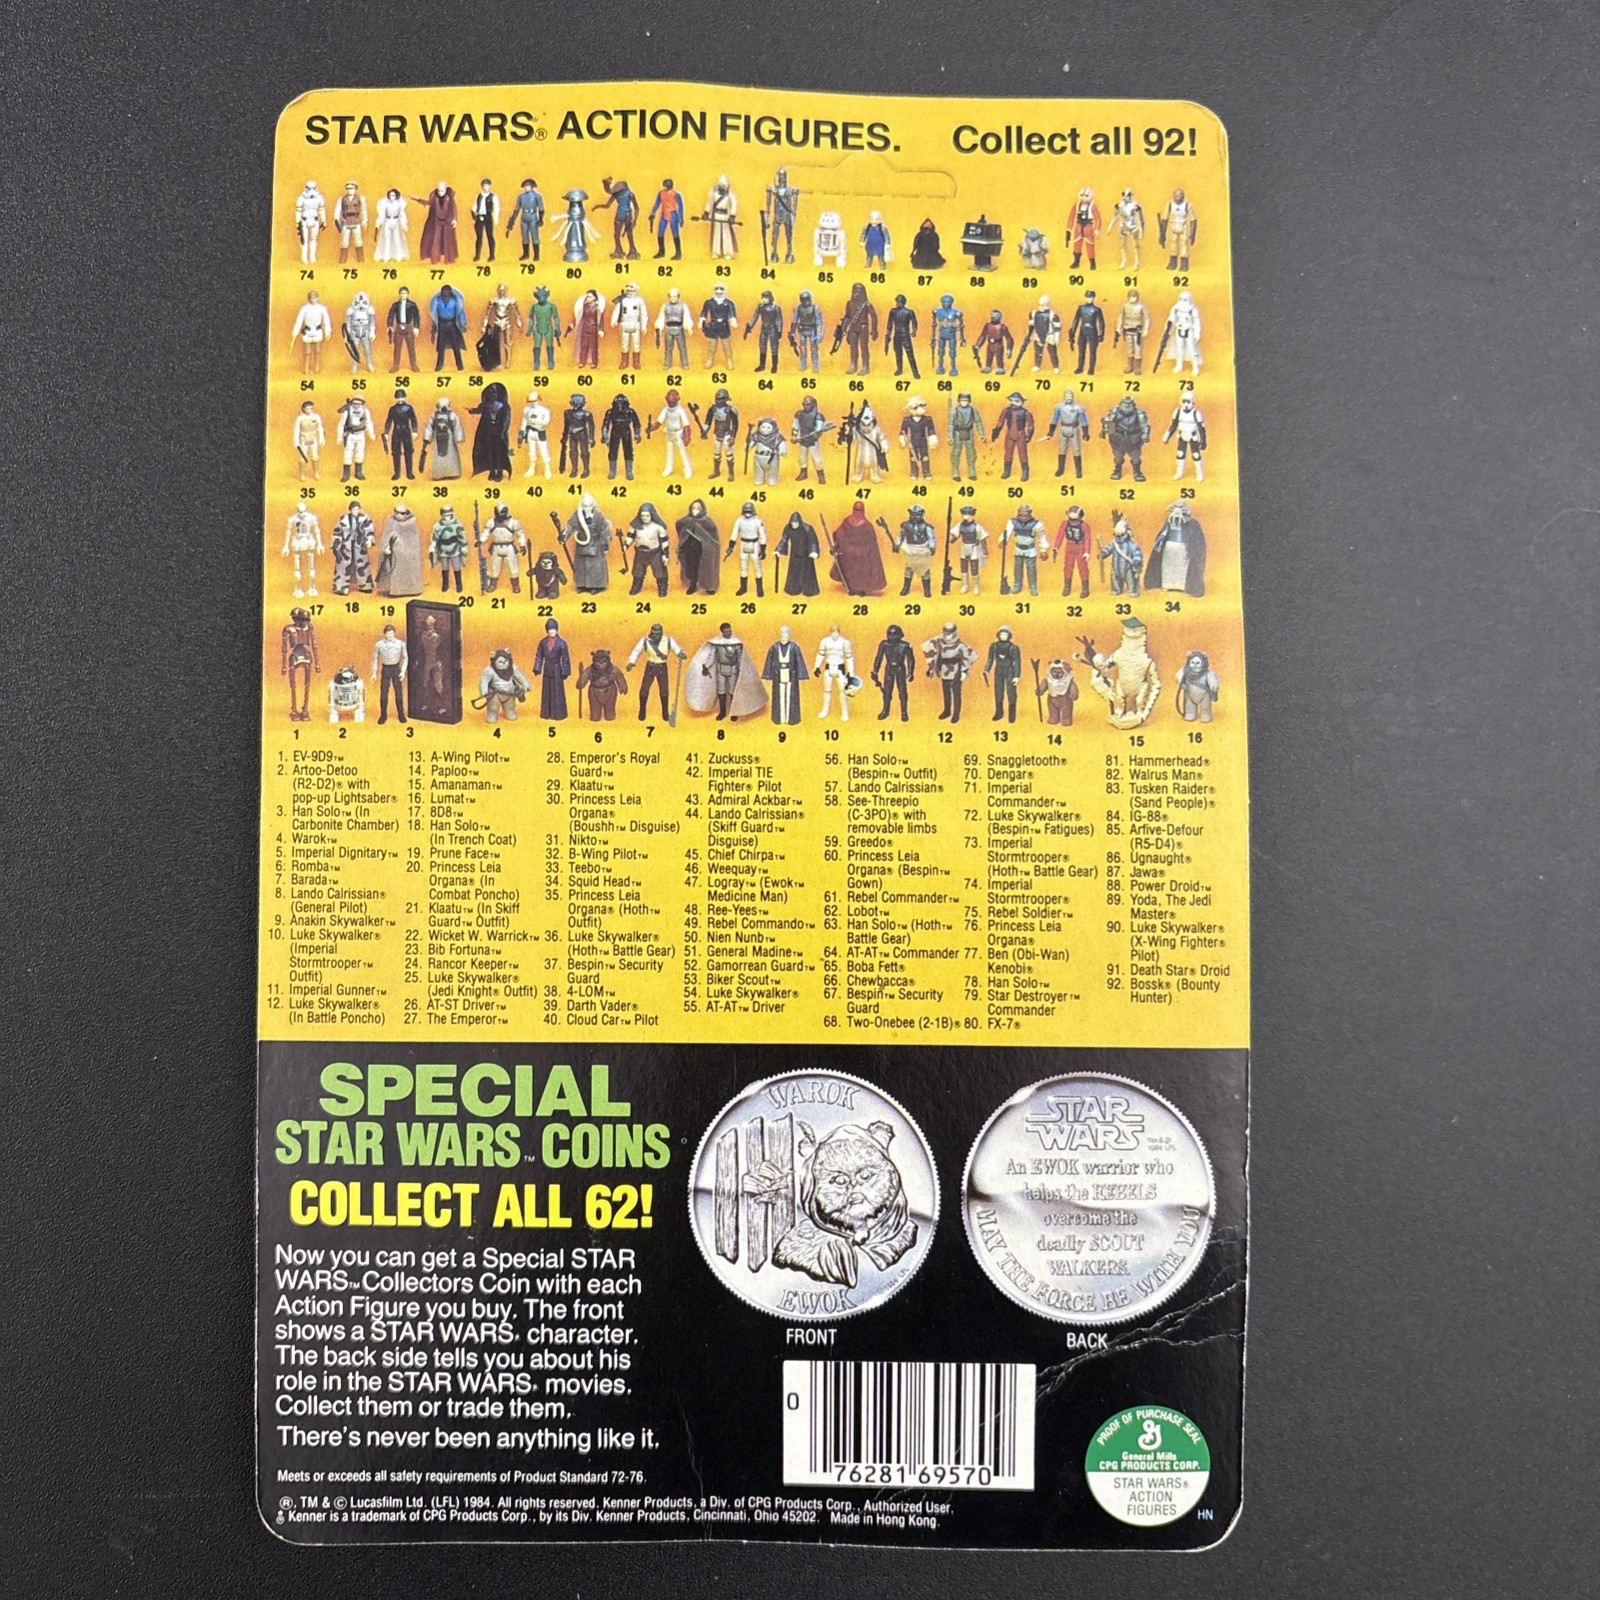 STAR WARS® ACTION FIGURES. Collect all 92!
74 75 76 77 78 79 80 81 82 83 84 85 86 87 88 89 90 91 92
54 55 56 57 58 59 60 61 62 63 64 65 66 67 68 69 70 71 72 73
35 36 37 38 39 40 41 42 43 44 45 46 47 48 49 50 51 52 53
17 18 19 20 21 22 23 24 25 26 27 28 29 30 31 32 33 34
1 2 3 4 5 6 7 8 9 10 11 12 13 14 15 16
1. EV-9D9™
2. Artoo-Detoo
(R2-D2)® with
pop-up Lightsaber®
3. Han Solo™ (In
Carbonite Chamber)
4. Warok™
5. Imperial Dignitary™
6. Romba™
7. Barada™
8. Lando Calrissian®
(General Pilot)
9. Anakin Skywalker™
10. Luke Skywalker®
(Imperial
Stormtrooper™
Outfit)
11. Imperial Gunner™
12. Luke Skywalker®
(In Battle Poncho)
13. A-Wing Pilot™
14. Paploo™
15. Amanaman™
16. Lumat™
17. 8D8™
18. Han Solo™
(In Trench Coat)
19. Prune Face™
20. Princess Leia
Organa® (In
Combat Poncho)
21. Klaatu™ (In Skiff
Guard™ Outfit)
22. Wicket W. Warrick™
23. Bib Fortuna™
24. Rancor Keeper™
25. Luke Skywalker®
(Jedi Knight® Outfit)
26. AT-ST Driver™
27. The Emperor™
28. Emperor's Royal
Guard™
29. Klaatu™
30. Princess Leia
Organa®
(Boushh™ Disguise)
31. Nikto™
32. B-Wing Pilot™
33. Teebo™
34. Squid Head™
35. Princess Leia
Organa® (Hoth™
Outfit)
36. Luke Skywalker®
(Hoth™ Battle Gear)
37. Bespin™ Security
Guard
38. 4-LOM™
39. Darth Vader®
40. Cloud Car™ Pilot
41. Zuckuss®
42. Imperial TIE
Fighter® Pilot
43. Admiral Ackbar™
44. Lando Calrissian®
(Skiff Guard™
Disguise)
45. Chief Chirpa™
46. Weequay™
47. Logray™ (Ewok™
Medicine Man)
48. Ree-Yees™
49. Rebel Commando™
50. Nien Nunb™
51. General Madine™
52. Gamorrean Guard™
53. Biker Scout™
54. Luke Skywalker®
55. AT-AT™ Driver
56. Han Solo™
(Bespin™ Outfit)
57. Lando Calrissian®
58. See-Threepio
(C-3PO)® with
removable limbs
59. Greedo®
60. Princess Leia
Organa® (Bespin™
Gown)
61. Rebel Commander™
62. Lobot™
63. Han Solo™ (Hoth™
Battle Gear)
64. AT-AT™ Commander
65. Boba Fett®
66. Chewbacca®
67. Bespin™ Security
Guard
68. Two-Onebee (2-1B)®
69. Snaggletooth®
70. Dengar®
71. Imperial
Commander™
72. Luke Skywalker®
(Bespin™ Fatigues)
73. Imperial
Stormtrooper®
(Hoth™ Battle Gear)
74. Imperial
Stormtrooper®
75. Rebel Soldier™
76. Princess Leia
Organa®
77. Ben (Obi-Wan)
Kenobi®
78. Han Solo™
79. Star Destroyer™
Commander
80. FX-7®
81. Hammerhead®
82. Walrus Man®
83. Tusken Raider®
(Sand People)®
84. IG-88®
85. Arfive-Defour
(R5-D4)®
86. Ugnaught®
87. Jawa®
88. Power Droid™
89. Yoda, The Jedi
Master®
90. Luke Skywalker®
(X-Wing Fighter®
Pilot)
91. Death Star® Droid
92. Bossk® (Bounty
Hunter)
SPECIAL
STAR WARS™ COINS
COLLECT ALL 62!
Now you can get a Special STAR
WARS™ Collectors Coin with each
Action Figure you buy. The front
shows a STAR WARS® character.
The back side tells you about his
role in the STAR WARS® movies.
Collect them or trade them.
There's never been anything like it.
WAROK
EWOK
FRONT
STAR
WARS
An EWOK warrior who
helps the REBELS
overcome the
deadly SCOUT
WALKERS.
MAY THE FORCE BE WITH YOU
BACK
0 76281 69570
PROOF OF PURCHASE SEAL
General Mills
CPG PRODUCTS CORP.
STAR WARS®
ACTION
FIGURES
HN
Meets or exceeds all safety requirements of Product Standard 72-76.
®, TM & © Lucasfilm Ltd. (LFL) 1984. All rights reserved. Kenner Products, a Div. of CPG Products Corp., Authorized User.
Kenner is a trademark of CPG Products Corp., by its Div. Kenner Products, Cincinnati, Ohio 45202. Made in Hong Kong.